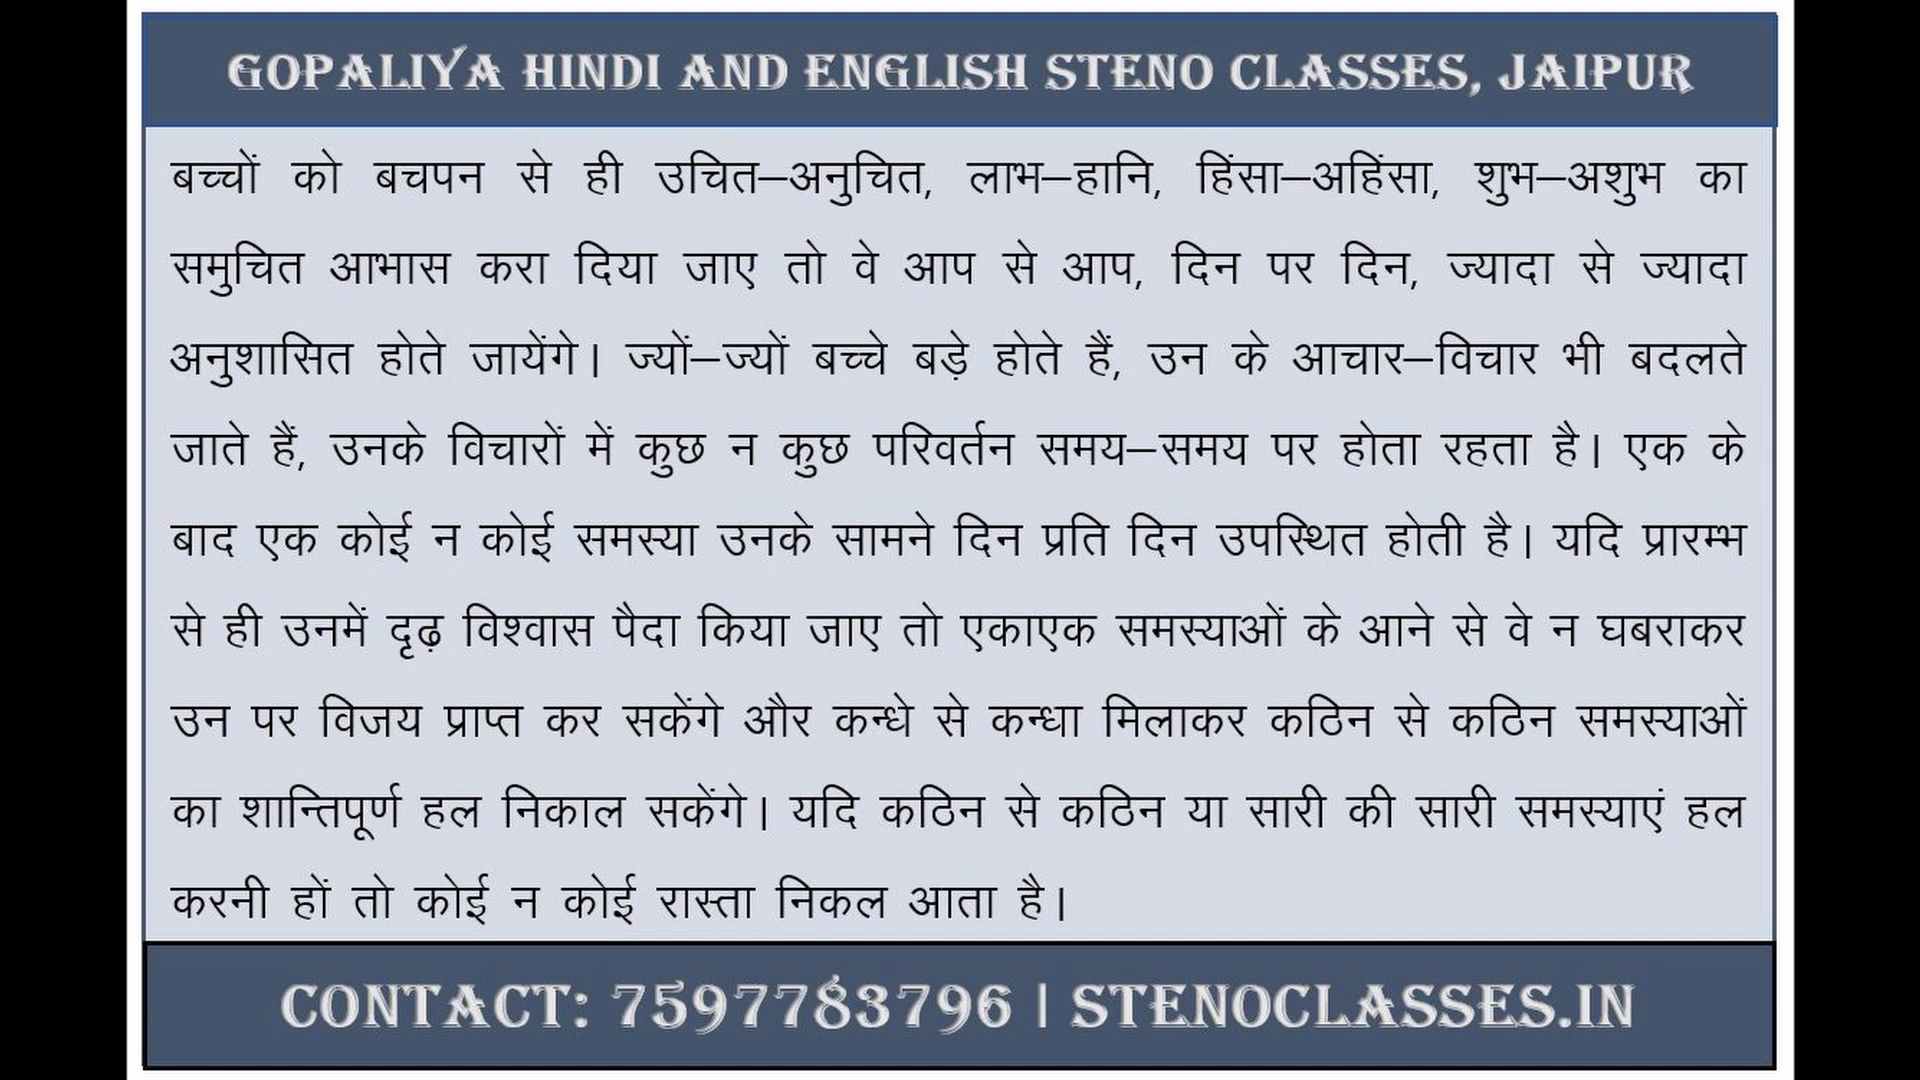 GOPALIYA HINDI AND ENGLISH STENO CLASSES, JAIPUR
बच्चों को बचपन से ही उचित–अनुचित, लाभ–हानि, हिंसा–अहिंसा, शुभ–अशुभ का
समुचित आभास करा दिया जाए तो वे आप से आप, दिन पर दिन, ज्यादा से ज्यादा
अनुशासित होते जायेंगे। ज्यों–ज्यों बच्चे बड़े होते हैं, उन के आचार–विचार भी बदलते
जाते हैं, उनके विचारों में कुछ न कुछ परिवर्तन समय–समय पर होता रहता है। एक के
बाद एक कोई न कोई समस्या उनके सामने दिन प्रति दिन उपस्थित होती है। यदि प्रारम्भ
से ही उनमें दृढ़ विश्वास पैदा किया जाए तो एकाएक समस्याओं के आने से वे न घबराकर
उन पर विजय प्राप्त कर सकेंगे और कन्धे से कन्धा मिलाकर कठिन से कठिन समस्याओं
का शान्तिपूर्ण हल निकाल सकेंगे। यदि कठिन से कठिन या सारी की सारी समस्याएं हल
करनी हों तो कोई न कोई रास्ता निकल आता है।
CONTACT: 7597783796 | STENOCLASSES.IN